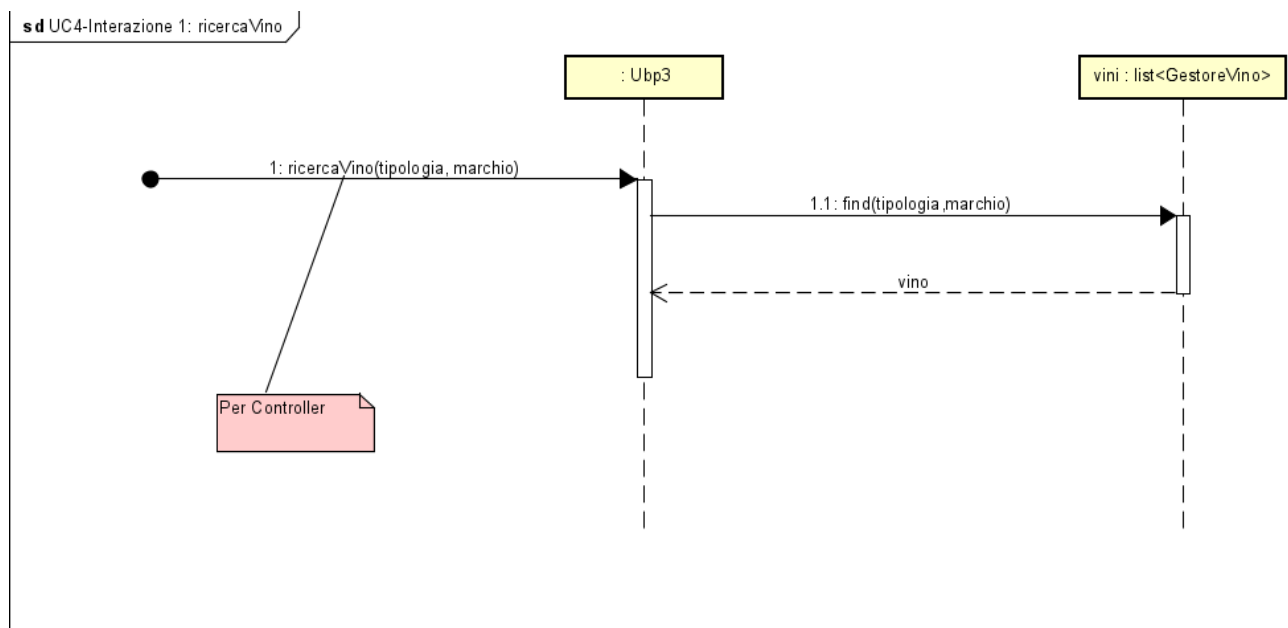 sd UC4-Interazione 1: ricercaVino
: Ubp3
vini : list<GestoreVino>
1: ricercaVino(tipologia, marchio)
1.1: find(tipologia,marchio)
vino
Per Controller